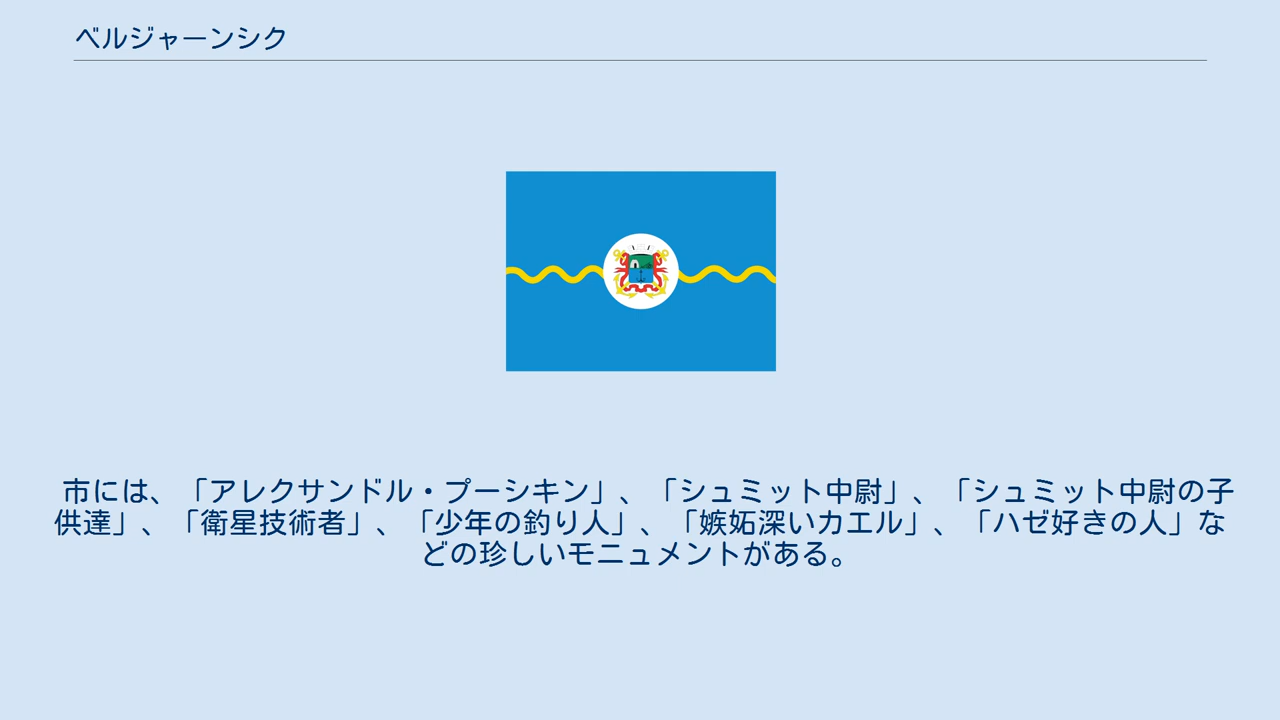 ベルジャーンシク
市には、「アレクサンドル・プーシキン」、「シュミット中尉」、「シュミット中尉の子
供達」、「衛星技術者」、「少年の釣り人」、「嫉妬深いカエル」、「ハゼ好きの人」な
どの珍しいモニュメントがある。